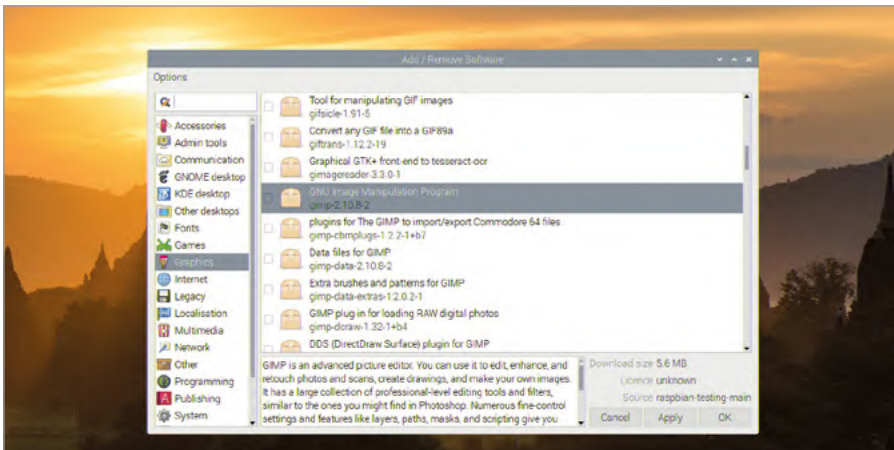 Add / Remove Software
Options
Accessories
Admin tools
Communication
GNOME desktop
KDE desktop
Other desktops
Fonts
Games
Graphics
Internet
Legacy
Localisation
Multimedia
Network
Other
Programming
Publishing
System
Tool for manipulating GIF images
gifsicle-1.91-5
Convert any GIF file into a GIF89a
giftrans-1.12.2-19
Graphical GTK+ front-end to tesseract-ocr
gimagereader-3.3.0-1
GNU Image Manipulation Program
gimp-2.10.8-2
plugins for The GIMP to import/export Commodore 64 files
gimp-cbmplugs-1.2.2-1+b7
Data files for GIMP
gimp-data-2.10.8-2
Extra brushes and patterns for GIMP
gimp-data-extras-1:2.0.2-1
GIMP plug-in for loading RAW digital photos
gimp-dcraw-1.32-1+b4
DDS (DirectDraw Surface) plugin for GIMP
GIMP is an advanced picture editor. You can use it to edit, enhance, and
retouch photos and scans, create drawings, and make your own images.
It has a large collection of professional-level editing tools and filters,
similar to the ones you might find in Photoshop. Numerous fine-control
settings and features like layers, paths, masks, and scripting give you
Download size 5.6 MB
Licence unknown
Source raspbian-testing-main
Cancel
Apply
OK